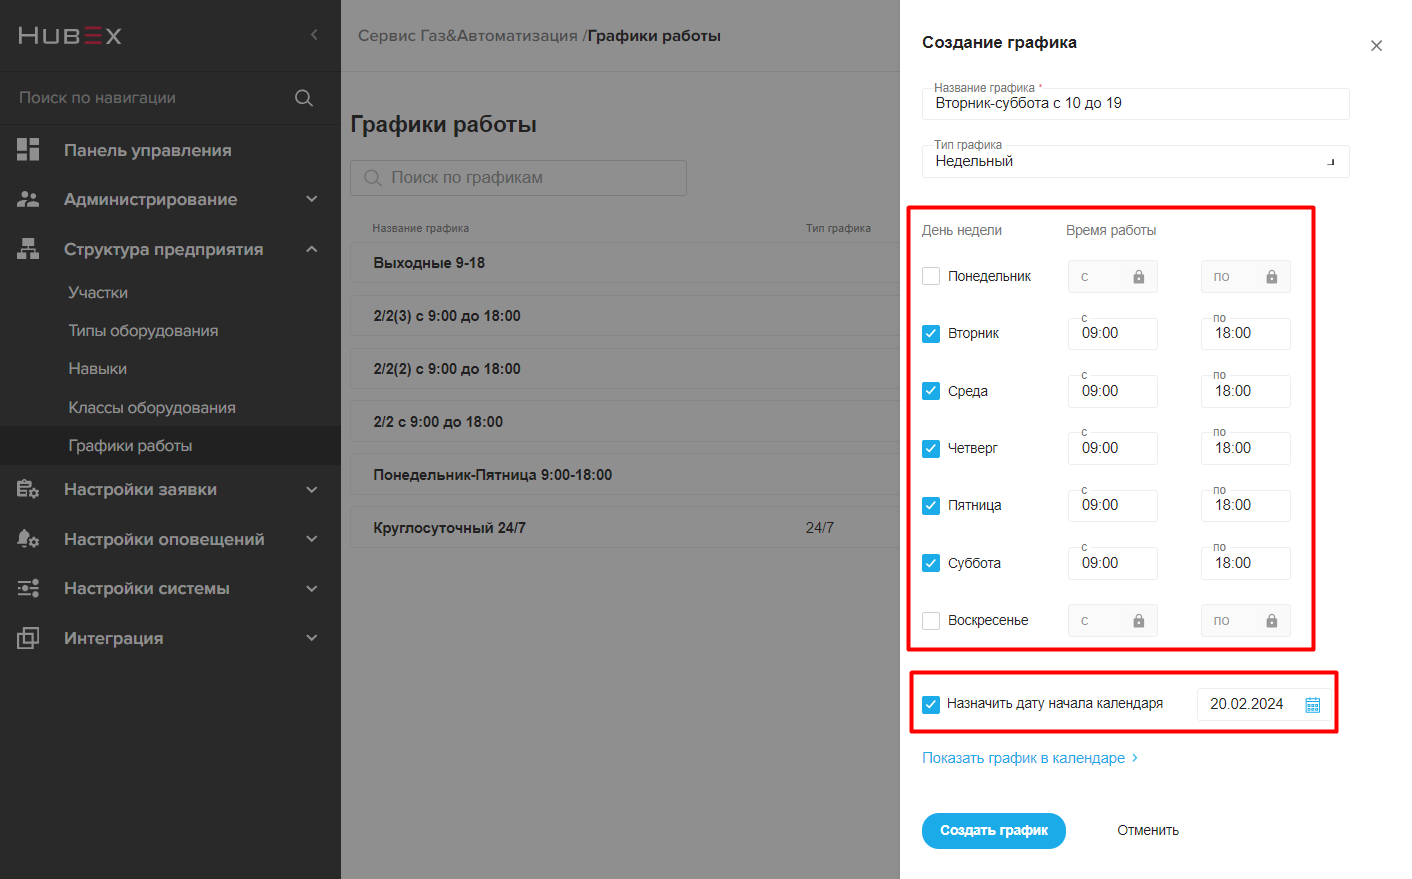 HUBEX
Поиск по навигации
Панель управления
Администрирование
Структура предприятия
Участки
Типы оборудования
Навыки
Классы оборудования
Графики работы
Настройки заявки
Настройки оповещений
Настройки системы
Интеграция
Сервис Газ&Автоматизация /Графики работы
Графики работы
Поиск по графикам
Название графика Тип графика
Выходные 9-18
2/2(3) с 9:00 до 18:00
2/2(2) с 9:00 до 18:00
2/2 с 9:00 до 18:00
Понедельник-Пятница 9:00-18:00
Круглосуточный 24/7 24/7
Создание графика
Название графика *
Вторник-суббота с 10 до 19
Тип графика
Недельный
День недели Время работы
Понедельник с по
с по
Вторник 09:00 18:00
с по
Среда 09:00 18:00
с по
Четверг 09:00 18:00
с по
Пятница 09:00 18:00
с по
Суббота 09:00 18:00
Воскресенье с по
Назначить дату начала календаря 20.02.2024
Показать график в календаре
Создать график Отменить